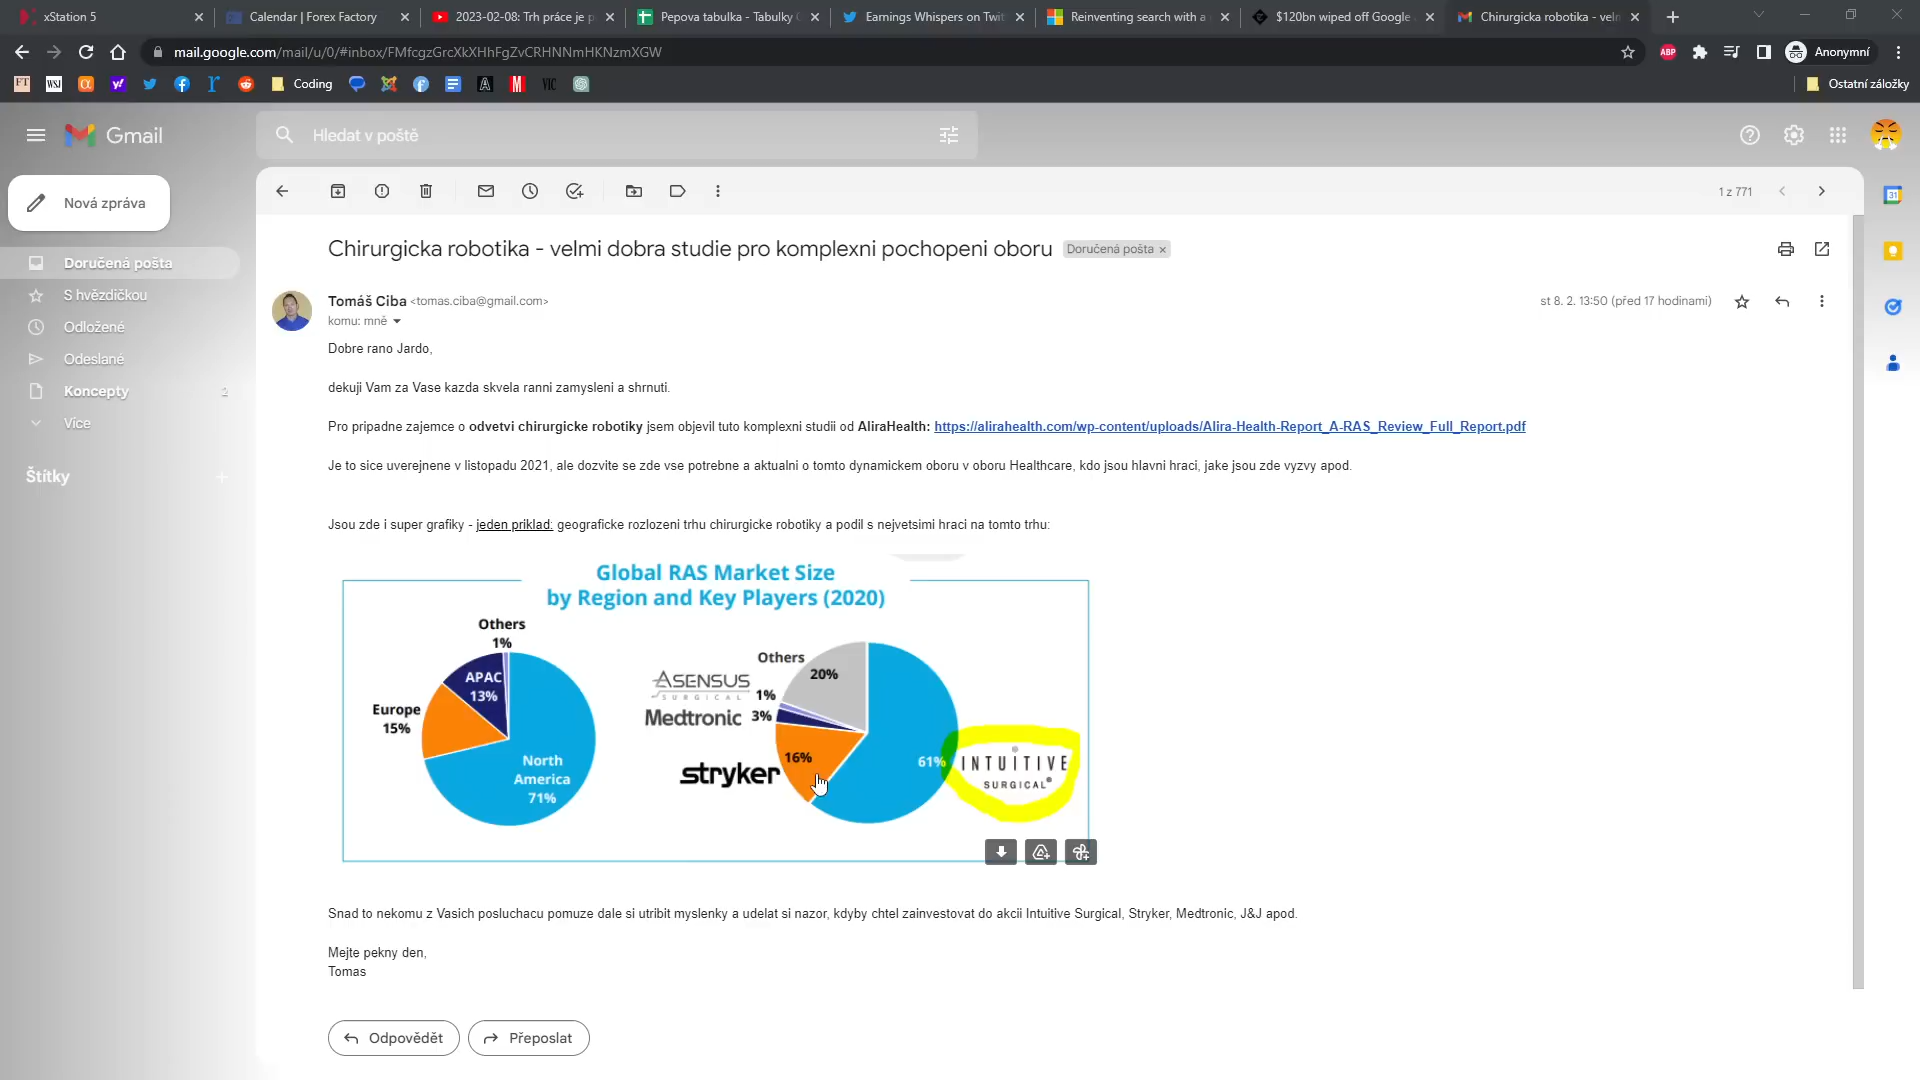 xStation 5
Calendar | Forex Factory
2023-02-08: Trh práce je p
Pepova tabulka - Tabulky
Earnings Whispers on Twit
Reinventing search with a
$120bn wiped off Google
Chirurgicka robotika - veln
mail.google.com/mail/u/0/#inbox/FMfcgzGrcXkXHhFgZvCRHNNmHKNzmXGW
ABP
Anonymní
FT
WSJ
Coding
VIC
Ostatní záložky
Gmail
Hledat v poště
Nová zpráva
1 z 771
31
Doručená pošta
S hvězdičkou
Odložené
Odeslané
Koncepty 2
Více
Štítky
Chirurgicka robotika - velmi dobra studie pro komplexni pochopeni oboru Doručená pošta
Tomáš Ciba <tomas.ciba@gmail.com>
st 8. 2. 13:50 (před 17 hodinami)
komu: mně
Dobre rano Jardo,
dekuji Vam za Vase kazda skvela ranni zamysleni a shrnuti.
Pro pripadne zajemce o odvetvi chirurgicke robotiky jsem objevil tuto komplexni studii od AliraHealth: https://alirahealth.com/wp-content/uploads/Alira-Health-Report_A-RAS_Review_Full_Report.pdf
Je to sice uverejnene v listopadu 2021, ale dozvite se zde vse potrebne a aktualni o tomto dynamickem oboru v oboru Healthcare, kdo jsou hlavni hraci, jake jsou zde vyzvy apod.
Jsou zde i super grafiky - jeden priklad: geograficke rozlozeni trhu chirurgicke robotiky a podil s nejvetsimi hraci na tomto trhu:
Global RAS Market Size
by Region and Key Players (2020)
Others
1%
APAC
13%
Europe
15%
North
America
71%
Others
20%
ASENSUS
SURGICAL
1%
Medtronic
3%
stryker
16%
61%
INTUITIVE
SURGICAL
Snad to nekomu z Vasich posluchacu pomuze dale si utribit myslenky a udelat si nazor, kdyby chtel zainvestovat do akcii Intuitive Surgical, Stryker, Medtronic, J&J apod.
Mejte pekny den,
Tomas
Odpovědět
Přeposlat